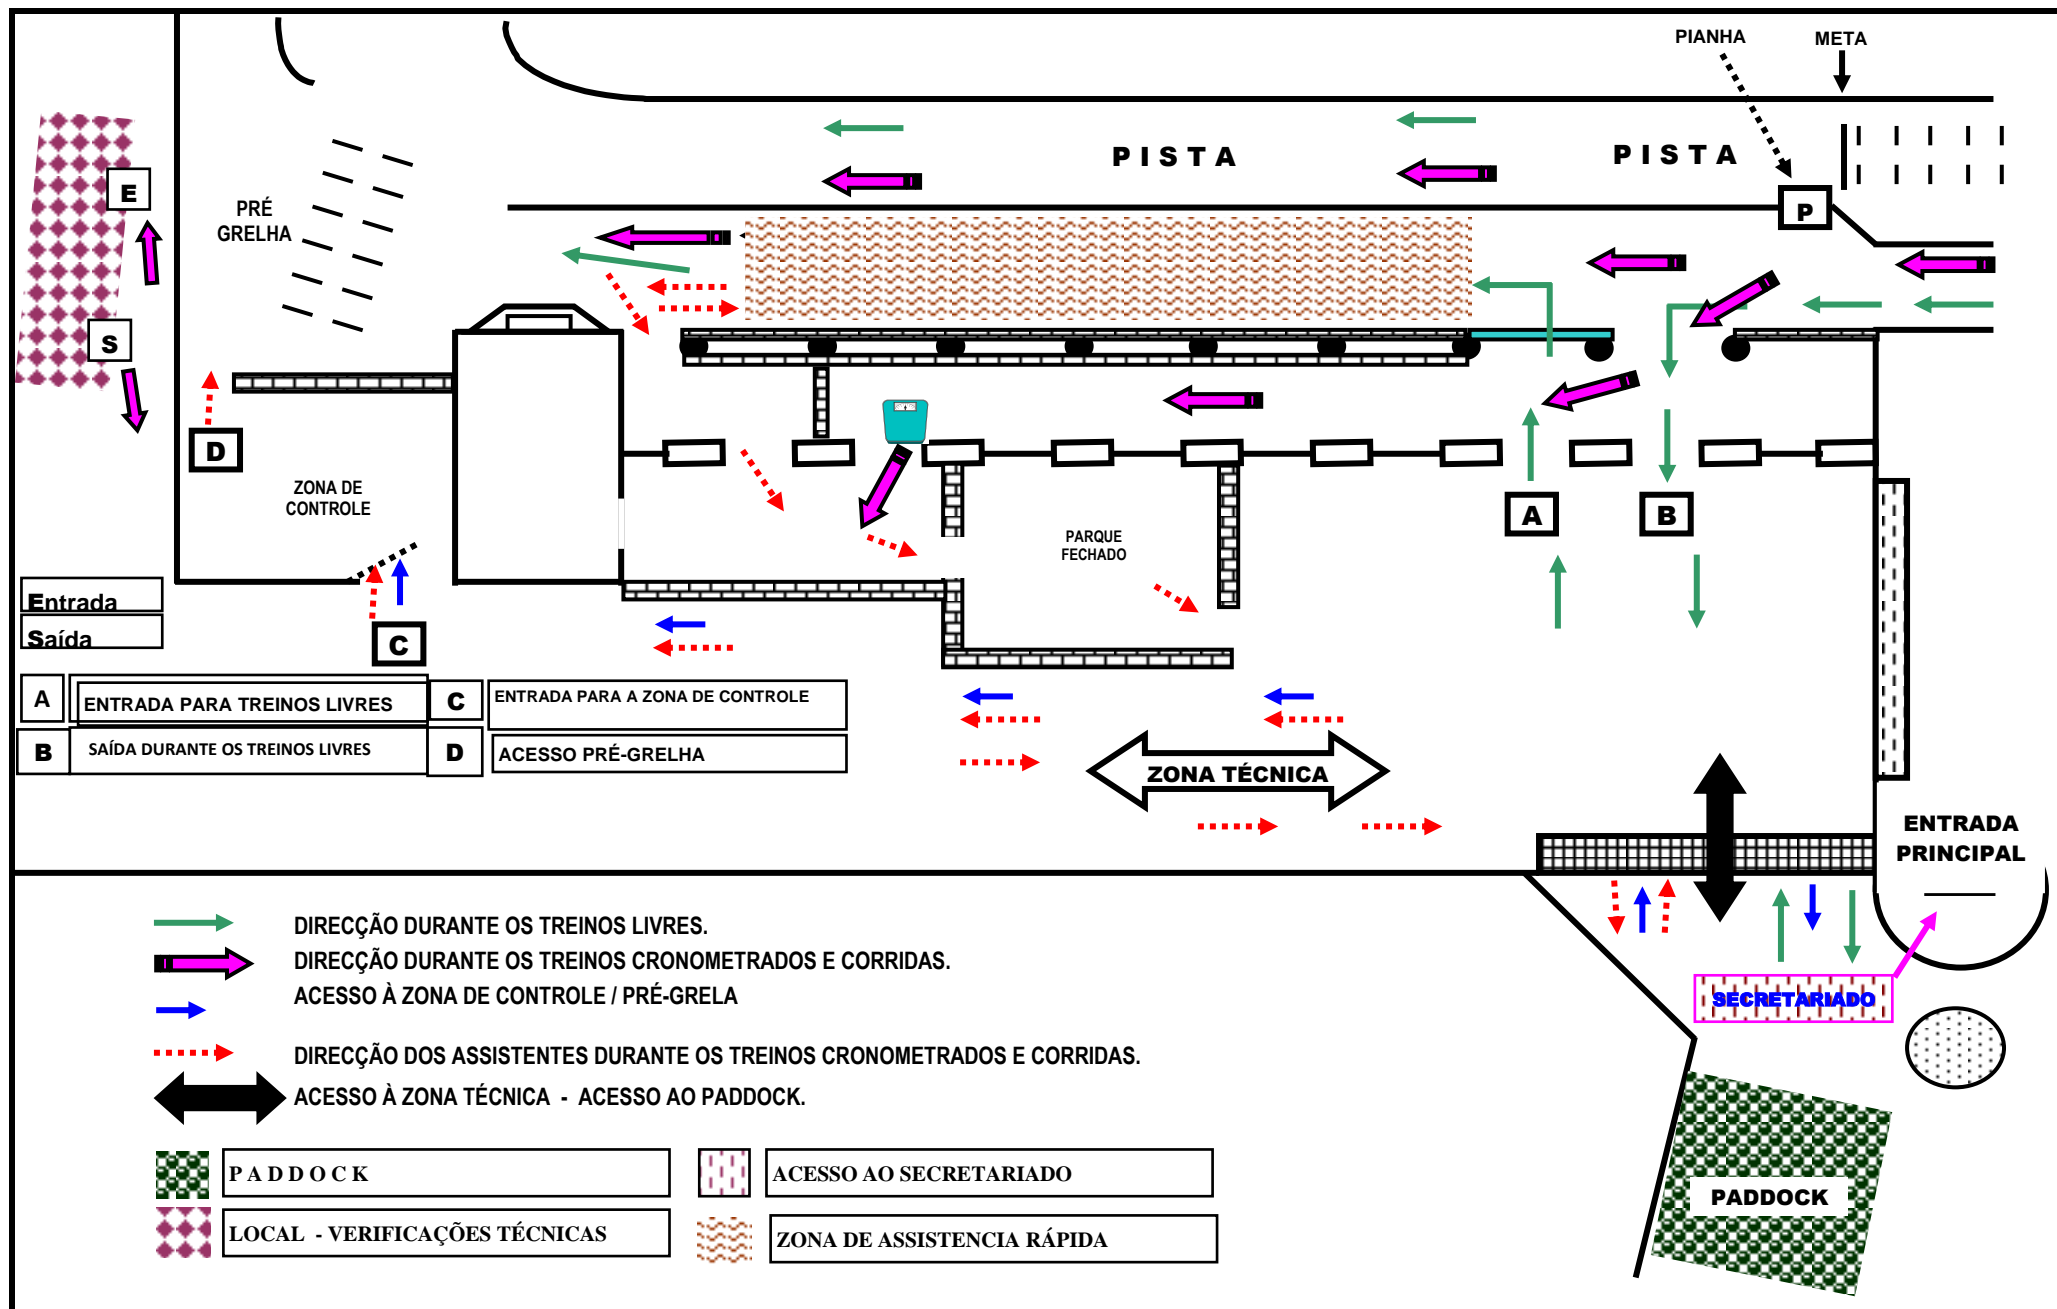 PIANHA
META
PISTA
PISTA
E
P
PRÉ
GRELHA
S
D
ZONA DE
CONTROLE
A
B
PARQUE
FECHADO
Entrada
Saída
C
A
ENTRADA PARA TREINOS LIVRES
C
ENTRADA PARA A ZONA DE CONTROLE
B
SAÍDA DURANTE OS TREINOS LIVRES
D
ACESSO PRÉ-GRELHA
ZONA TÉCNICA
ENTRADA
PRINCIPAL
DIRECÇÃO DURANTE OS TREINOS LIVRES.
DIRECÇÃO DURANTE OS TREINOS CRONOMETRADOS E CORRIDAS.
ACESSO À ZONA DE CONTROLE / PRÉ-GRELA
SECRETARIADO
DIRECÇÃO DOS ASSISTENTES DURANTE OS TREINOS CRONOMETRADOS E CORRIDAS.
ACESSO À ZONA TÉCNICA - ACESSO AO PADDOCK.
PADDOCK
ACESSO AO SECRETARIADO
PADDOCK
LOCAL - VERIFICAÇÕES TÉCNICAS
ZONA DE ASSISTENCIA RÁPIDA